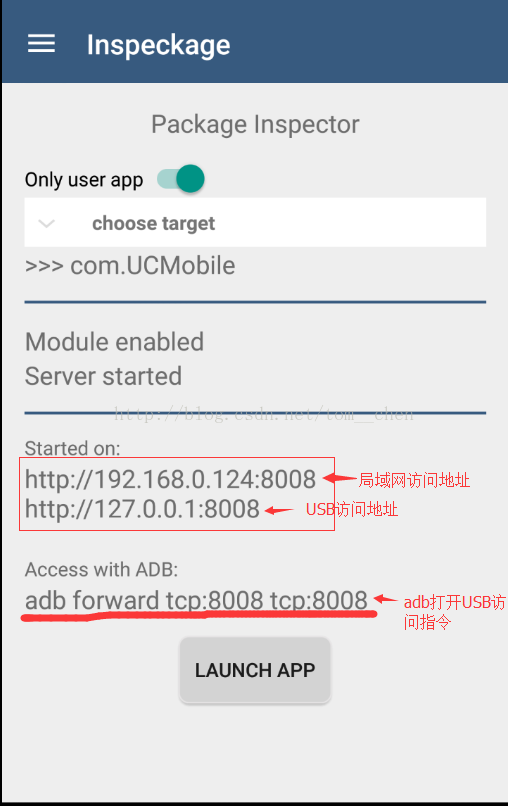 Inspeckage
Package Inspector
Only user app
choose target
>>> com.UCMobile
Module enabled
Server started
http://blog.csdn.net/tom__chen
Started on:
http://192.168.0.124:8008 局域网访问地址
http://127.0.0.1:8008 USB访问地址
Access with ADB:
adb forward tcp:8008 tcp:8008 adb打开USB访
问指令
LAUNCH APP